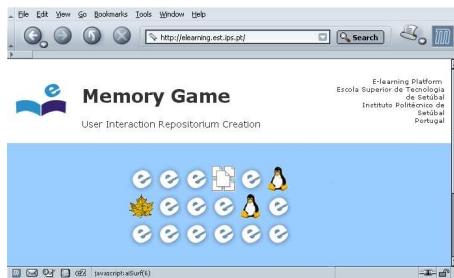 File Edit View Go Bookmarks Tools Window Help
http://elearning.est.ips.pt/
Search
E-learning Platform
Escola Superior de Tecnologia
de Setúbal
Instituto Politécnico de
Setúbal
Portugal
Memory Game
User Interaction Repositorium Creation
javascript:aiSurf(6)